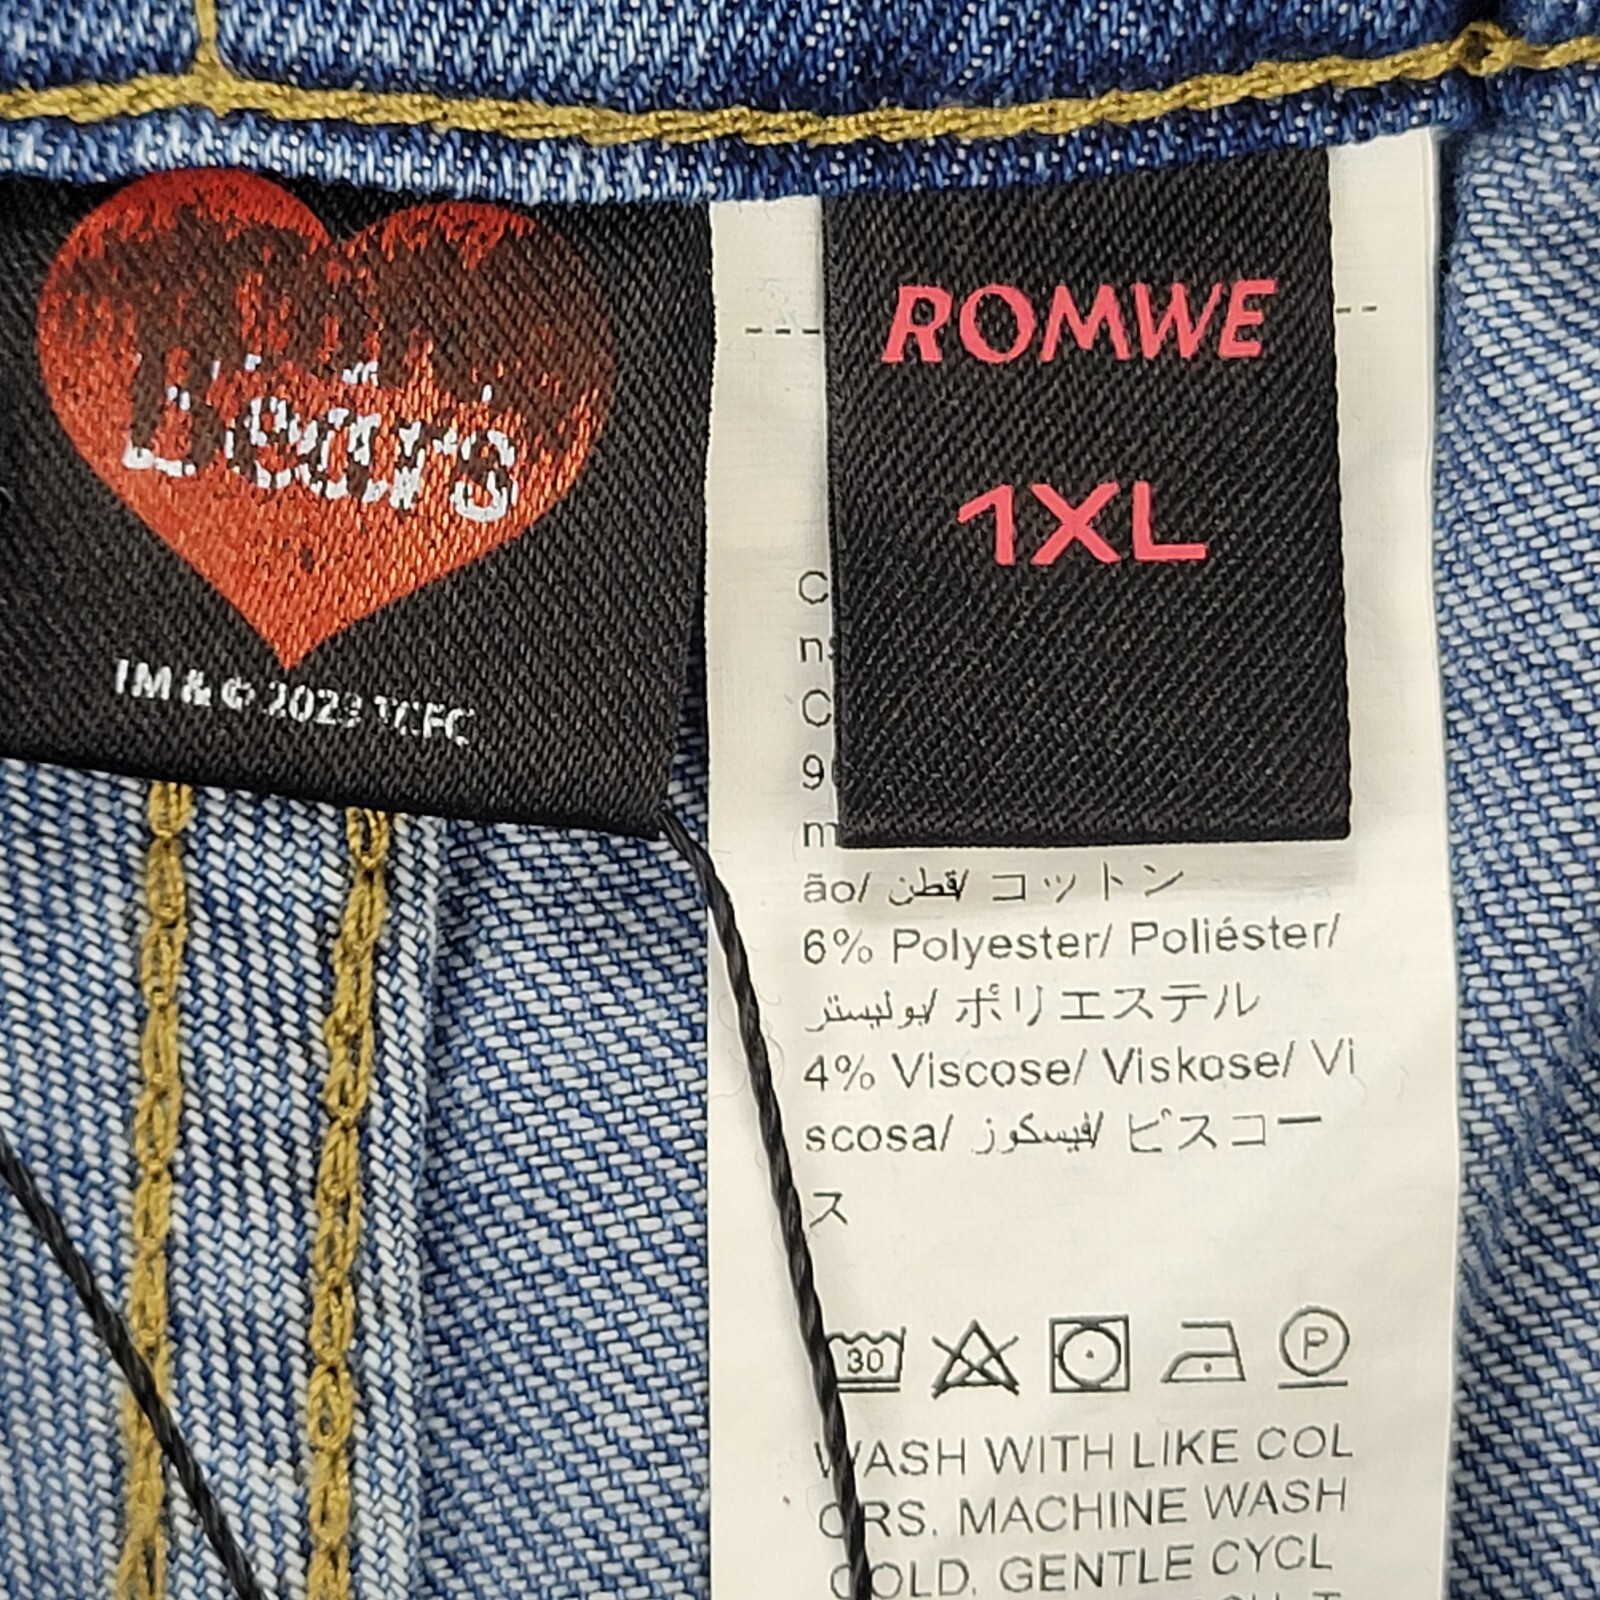 Bears
TM & © 2023 TCFC
ROMWE
1XL
ão/ قطن/ コットン
6% Polyester/ Poliéster/
بوليستر/ ポリエステル
4% Viscose/ Viskose/ Vi
scosa/ فيسكوز/ ビスコー
ス
30
P
WASH WITH LIKE COL
ORS. MACHINE WASH
COLD. GENTLE CYCL